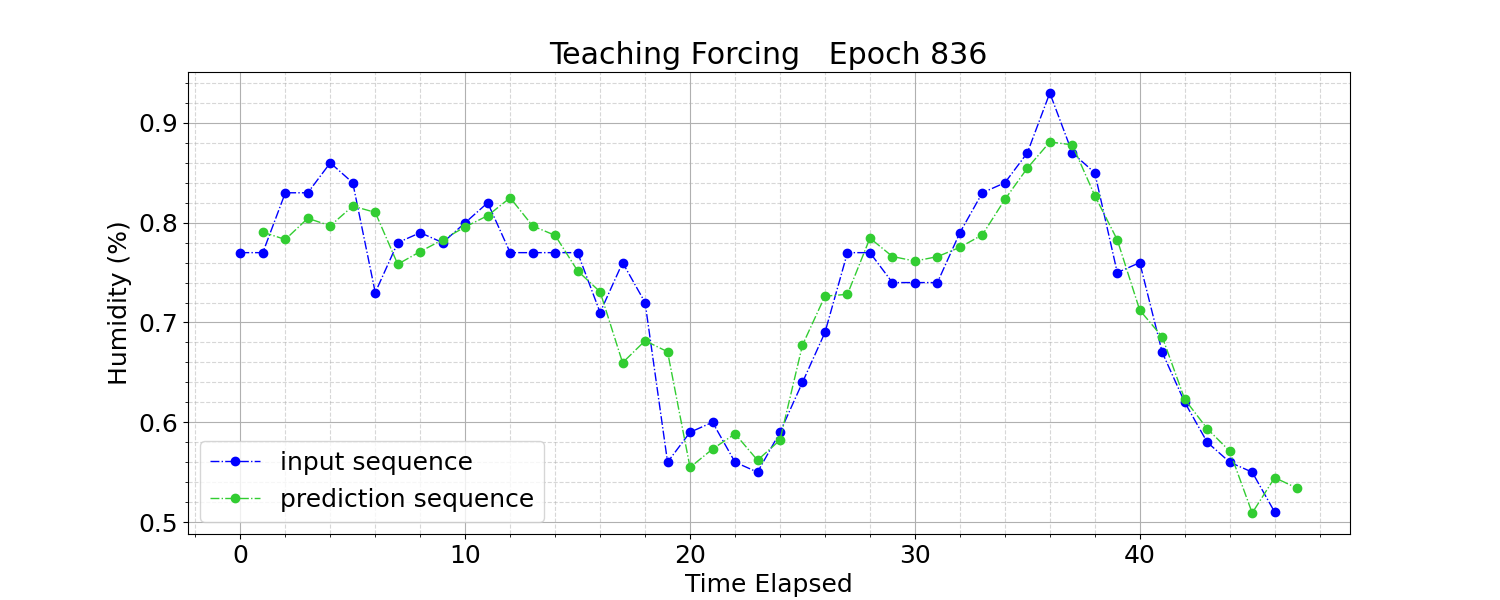 Teaching Forcing   Epoch 836
Humidity (%)
0.9
0.8
0.7
0.6
0.5
input sequence
prediction sequence
0 10 20 30 40
Time Elapsed